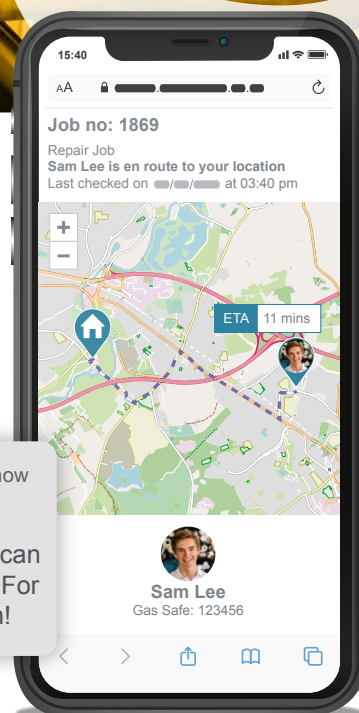 15:40
AA
Job no: 1869
Repair Job
Sam Lee is en route to your location
Last checked on at 03:40 pm
+
−
ETA 11 mins
now
can
For
!
Sam Lee
Gas Safe: 123456